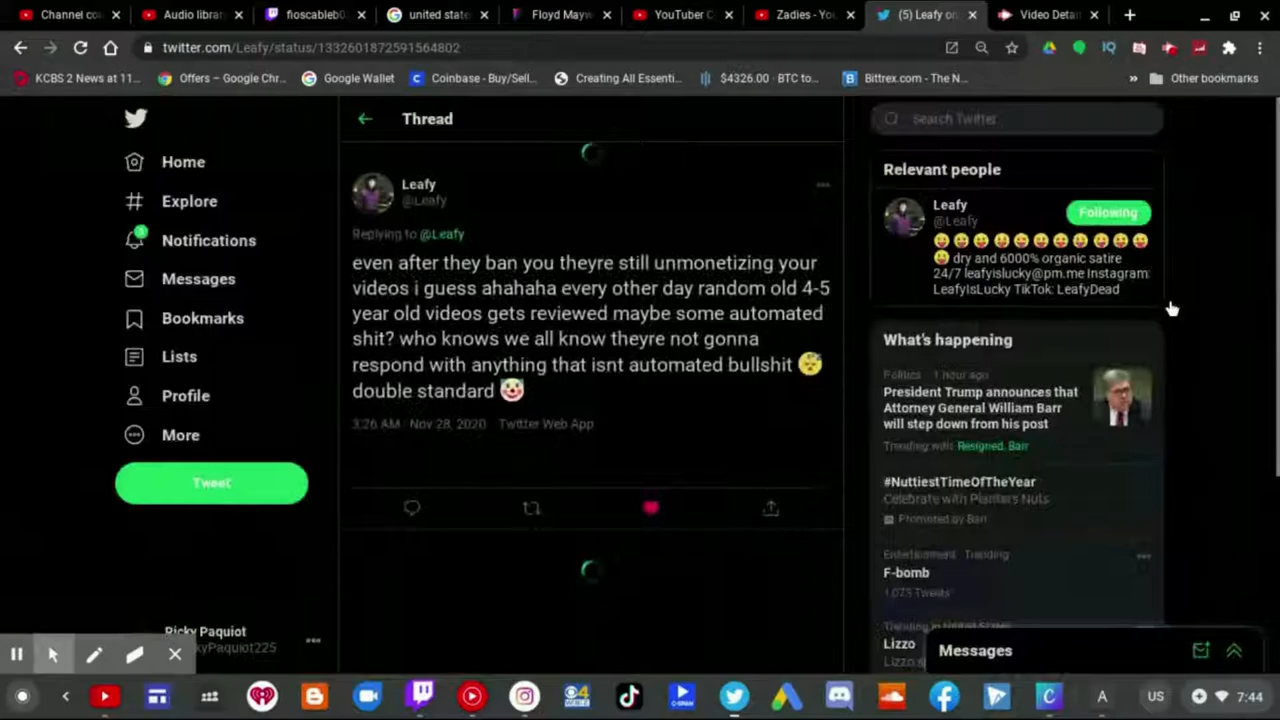 Channel con
Audio librar
fioscableb0
united state
Floyd Mayw
YouTube C
Zadies - You
(5) Leafy on
Video Detai
twitter.com/Leafy/status/1332601872591564802
KCBS 2 News at 11...
Offers – Google Chr...
Google Wallet
Coinbase - Buy/Sell...
Creating All Essenti...
$4326.00 · BTC to...
Bittrex.com - The N...
»
Other bookmarks
Home
Explore
5
Notifications
Messages
Bookmarks
Lists
Profile
More
Tweet
Ricky Paquiot
kyPaquiot225
Thread
Leafy
@Leafy
Replying to @Leafy
even after they ban you theyre still unmonetizing your
videos i guess ahahaha every other day random old 4-5
year old videos gets reviewed maybe some automated
shit? who knows we all know theyre not gonna
respond with anything that isnt automated bullshit 😴
double standard 🤡
3:26 AM · Nov 28, 2020 · Twitter Web App
Search Twitter
Relevant people
Leafy
@Leafy
Following
😛😛😛😛😛😛😛😛😛😛😛
😛 dry and 6000% organic satire
24/7 leafyislucky@pm.me Instagram:
LeafyIsLucky TikTok: LeafyDead
What's happening
Politics · 1 hour ago
President Trump announces that
Attorney General William Barr
will step down from his post
Trending with Resigned, Barr
#NuttiestTimeOfTheYear
Celebrate with Planters Nuts
Promoted by Barr
Entertainment · Trending
F-bomb
1,073 Tweets
Trending in United States
Lizzo
Messages
US
7:44